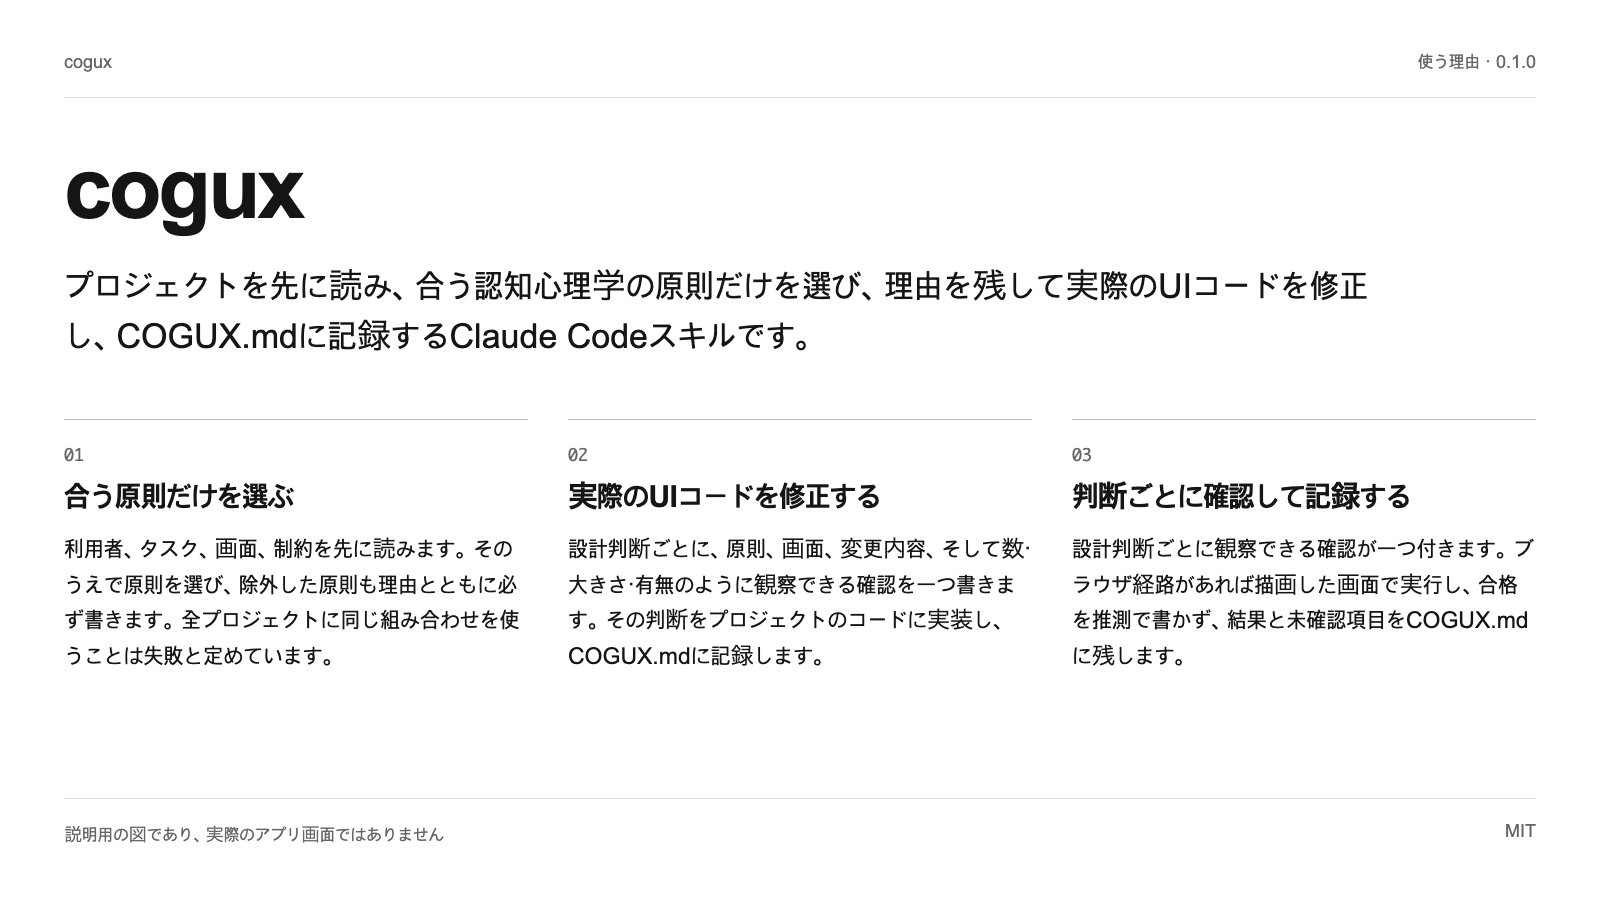 cogux
使う理由 · 0.1.0
cogux
プロジェクトを先に読み、合う認知心理学の原則だけを選び、理由を残して実際のUIコードを修正
し、COGUX.mdに記録するClaude Codeスキルです。
01
合う原則だけを選ぶ
利用者、タスク、画面、制約を先に読みます。その
うえで原則を選び、除外した原則も理由とともに必
ず書きます。全プロジェクトに同じ組み合わせを使
うことは失敗と定めています。
02
実際のUIコードを修正する
設計判断ごとに、原則、画面、変更内容、そして数·
大きさ·有無のように観察できる確認を一つ書きま
す。その判断をプロジェクトのコードに実装し、
COGUX.mdに記録します。
03
判断ごとに確認して記録する
設計判断ごとに観察できる確認が一つ付きます。ブ
ラウザ経路があれば描画した画面で実行し、合格
を推測で書かず、結果と未確認項目をCOGUX.md
に残します。
説明用の図であり、実際のアプリ画面ではありません
MIT